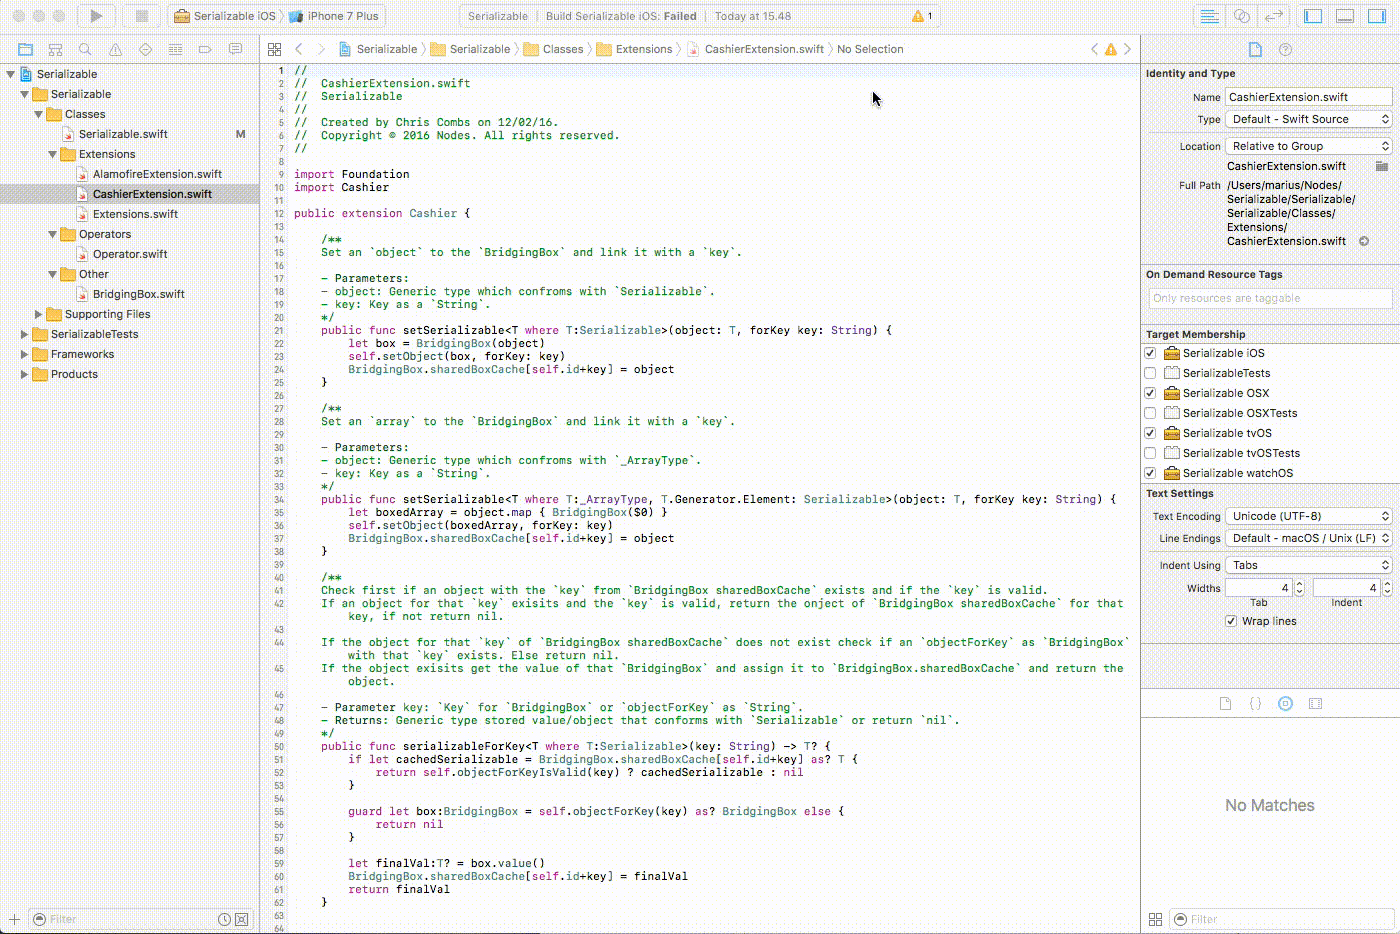 Serializable iOS
iPhone 7 Plus
Serializable
Build Serializable iOS: Failed
Today at 15.48
1
Serializable
Serializable
Classes
Extensions
CashierExtension.swift
No Selection
Serializable
Serializable
Classes
Serializable.swift M
Extensions
AlamofireExtension.swift
CashierExtension.swift
Extensions.swift
Operators
Operator.swift
Other
BridgingBox.swift
Supporting Files
SerializableTests
Frameworks
Products
Filter
1 //
2 //  CashierExtension.swift
3 //  Serializable
4 //
5 //  Created by Chris Combs on 12/02/16.
6 //  Copyright © 2016 Nodes. All rights reserved.
7 //
8
9 import Foundation
10 import Cashier
11
12 public extension Cashier {
13
14 /**
15 Set an `object` to the `BridgingBox` and link it with a `key`.
16
17 - Parameters:
18 - object: Generic type which confroms with `Serializable`.
19 - key: Key as a `String`.
20 */
21 public func setSerializable<T where T:Serializable>(object: T, forKey key: String) {
22 let box = BridgingBox(object)
23 self.setObject(box, forKey: key)
24 BridgingBox.sharedBoxCache[self.id+key] = object
25 }
26
27 /**
28 Set an `array` to the `BridgingBox` and link it with a `key`.
29
30 - Parameters:
31 - object: Generic type which confroms with `_ArrayType`.
32 - key: Key as a `String`.
33 */
34 public func setSerializable<T where T:_ArrayType, T.Generator.Element: Serializable>(object: T, forKey key: String) {
35 let boxedArray = object.map { BridgingBox($0) }
36 self.setObject(boxedArray, forKey: key)
37 BridgingBox.sharedBoxCache[self.id+key] = object
38 }
39
40 /**
41 Check first if an object with the `key` from `BridgingBox sharedBoxCache` exists and if the `key` is valid.
42 If an object for that `key` exisits and the `key` is valid, return the onject of `BridgingBox sharedBoxCache` for that
key, if not return nil.
43
44 If the object for that `key` of `BridgingBox sharedBoxCache` does not exist check if an `objectForKey` as `BridgingBox`
with that `key` exists. Else return nil.
45 If the object exisits get the value of that `BridgingBox` and assign it to `BridgingBox.sharedBoxCache` and return the
object.
46
47 - Parameter key: `Key` for `BridgingBox` or `objectForKey` as `String`.
48 - Returns: Generic type stored value/object that conforms with `Serializable` or return `nil`.
49 */
50 public func serializableForKey<T where T:Serializable>(key: String) -> T? {
51 if let cachedSerializable = BridgingBox.sharedBoxCache[self.id+key] as? T {
52 return self.objectForKeyIsValid(key) ? cachedSerializable : nil
53 }
54
55 guard let box:BridgingBox = self.objectForKey(key) as? BridgingBox else {
56 return nil
57 }
58
59 let finalVal:T? = box.value()
60 BridgingBox.sharedBoxCache[self.id+key] = finalVal
61 return finalVal
62 }
63
64
Identity and Type
Name CashierExtension.swift
Type Default - Swift Source
Location Relative to Group
CashierExtension.swift
Full Path /Users/marius/Nodes/
Serializable/Serializable/
Serializable/Classes/
Extensions/
CashierExtension.swift
On Demand Resource Tags
Only resources are taggable
Target Membership
Serializable iOS
SerializableTests
Serializable OSX
Serializable OSXTests
Serializable tvOS
Serializable tvOSTests
Serializable watchOS
Text Settings
Text Encoding Unicode (UTF-8)
Line Endings Default - macOS / Unix (LF)
Indent Using Tabs
Widths 4 4
Tab Indent
Wrap lines
{ }
No Matches
Filter